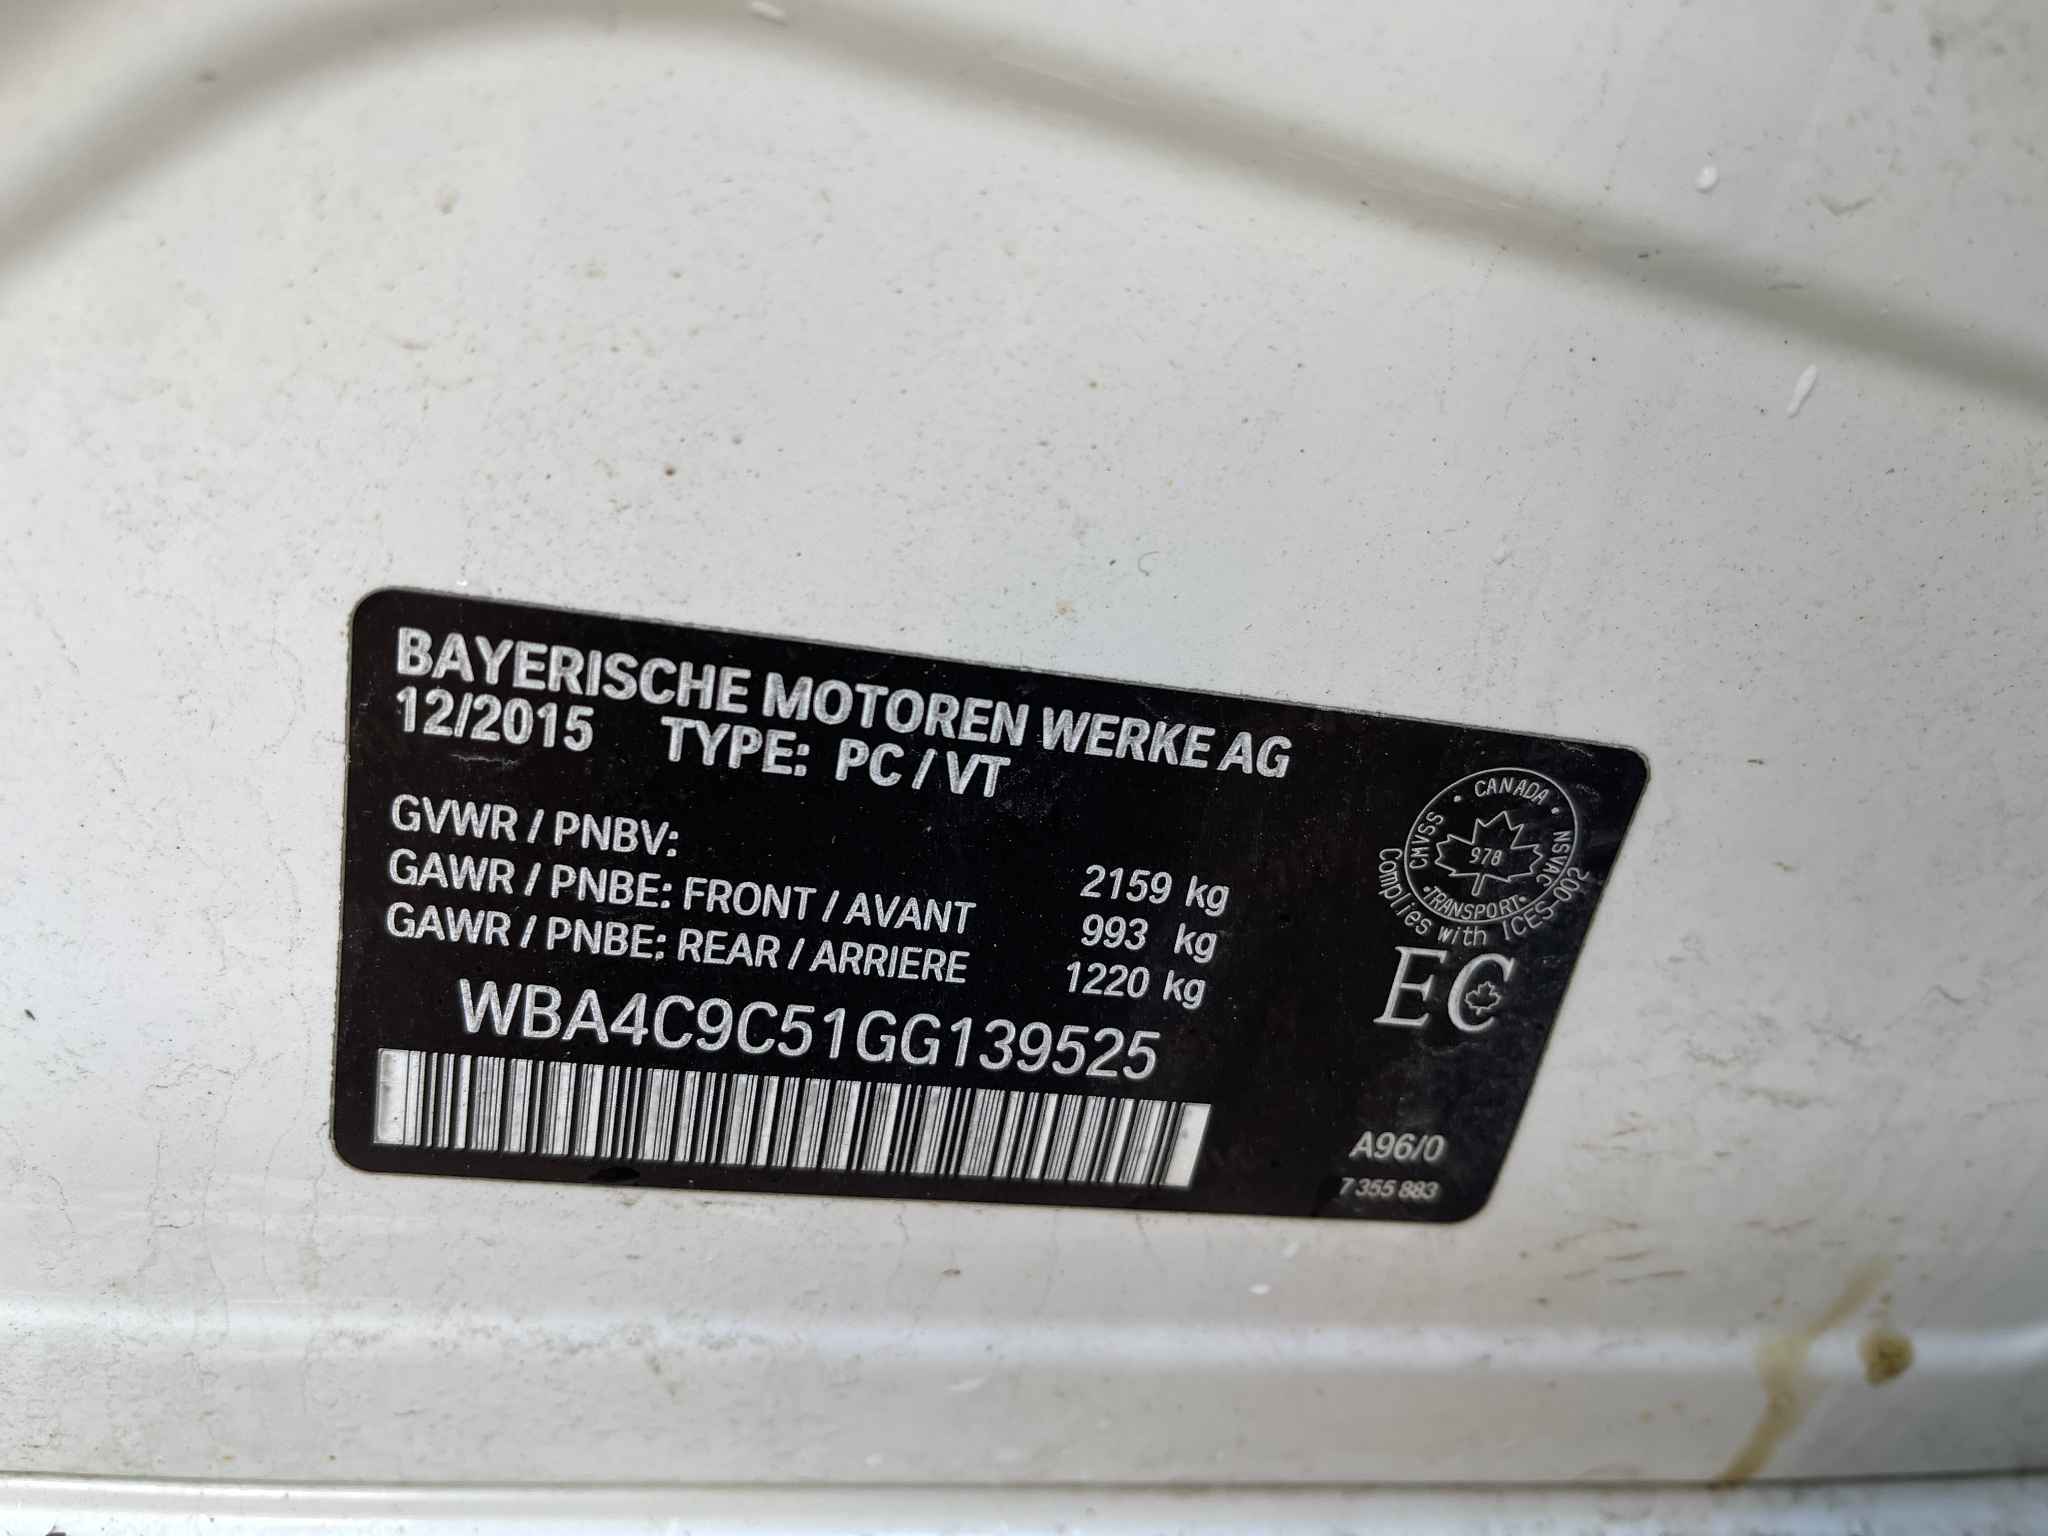 BAYERISCHE MOTOREN WERKE AG
12/2015 TYPE: PC / VT
GVWR / PNBV: 2159 kg
GAWR / PNBE: FRONT / AVANT 993 kg
GAWR / PNBE: REAR / ARRIERE 1220 kg
WBA4C9C51GG139525
CMVSS · CANADA · NSVAC
978
· TRANSPORT ·
Complies with ICES-002
EC
A96/0
7 355 883